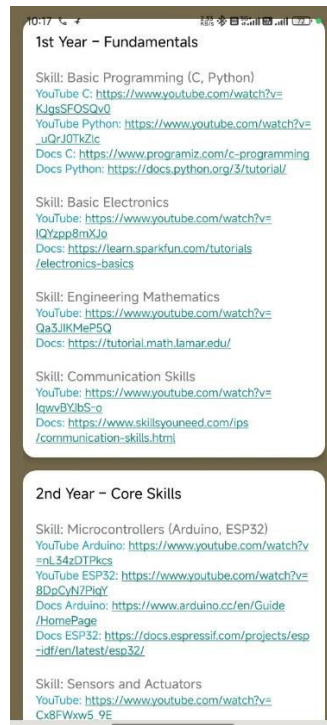 10:17
1st Year – Fundamentals
Skill: Basic Programming (C, Python)
YouTube C: https://www.youtube.com/watch?v=
KJgsSFOSQv0
YouTube Python: https://www.youtube.com/watch?v=
_uQrJ0TkZlc
Docs C: https://www.programiz.com/c-programming
Docs Python: https://docs.python.org/3/tutorial/
Skill: Basic Electronics
YouTube: https://www.youtube.com/watch?v=
IQYzpp8mXJo
Docs: https://learn.sparkfun.com/tutorials
/electronics-basics
Skill: Engineering Mathematics
YouTube: https://www.youtube.com/watch?v=
Qa3JIKMeP5Q
Docs: https://tutorial.math.lamar.edu/
Skill: Communication Skills
YouTube: https://www.youtube.com/watch?v=
IqwvBYJbS-o
Docs: https://www.skillsyouneed.com/ips
/communication-skills.html
2nd Year – Core Skills
Skill: Microcontrollers (Arduino, ESP32)
YouTube Arduino: https://www.youtube.com/watch?v
=nL34zDTPkcs
YouTube ESP32: https://www.youtube.com/watch?v=
8DpCyN7PiqY
Docs Arduino: https://www.arduino.cc/en/Guide
/HomePage
Docs ESP32: https://docs.espressif.com/projects/esp
-idf/en/latest/esp32/
Skill: Sensors and Actuators
YouTube: https://www.youtube.com/watch?v=
Cx8FWxw5_9E